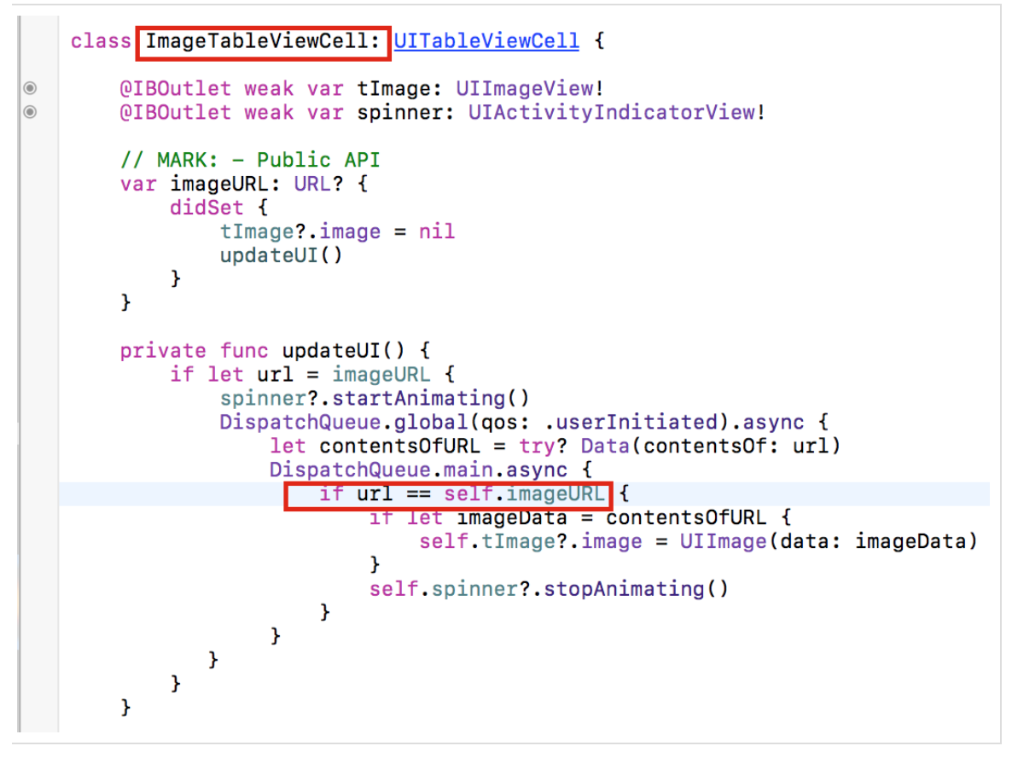 class ImageTableViewCell: UITableViewCell {
@IBOutlet weak var tImage: UIImageView!
@IBOutlet weak var spinner: UIActivityIndicatorView!
// MARK: – Public API
var imageURL: URL? {
didSet {
tImage?.image = nil
updateUI()
}
}
private func updateUI() {
if let url = imageURL {
spinner?.startAnimating()
DispatchQueue.global(qos: .userInitiated).async {
let contentsOfURL = try? Data(contentsOf: url)
DispatchQueue.main.async {
if url == self.imageURL {
if let imageData = contentsOfURL {
self.tImage?.image = UIImage(data: imageData)
}
self.spinner?.stopAnimating()
}
}
}
}
}